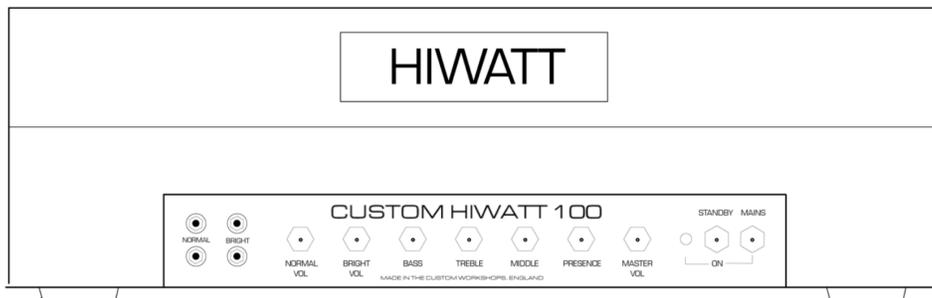 HIWATT
CUSTOM HIWATT 100
STANDBY MAINS
NORMAL BRIGHT
NORMAL VOL
BRIGHT VOL
BASS
TREBLE
MIDDLE
PRESENCE
MASTER VOL
ON
MADE IN THE CUSTOM WORKSHOPS, ENGLAND